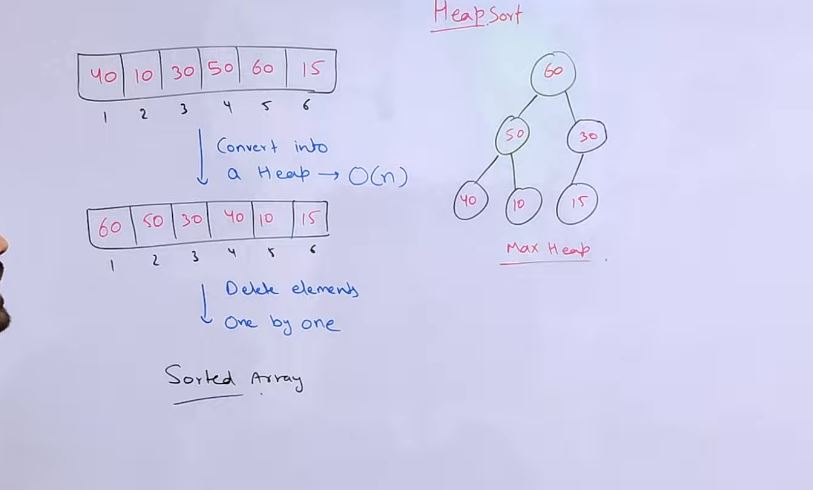 Heap Sort
40 10 30 50 60 15
1 2 3 4 5 6
Convert into
a Heap → O(n)
60 50 30 40 10 15
1 2 3 4 5 6
Delete elements
One by one
Sorted Array
60
50 30
40 10 15
Max Heap